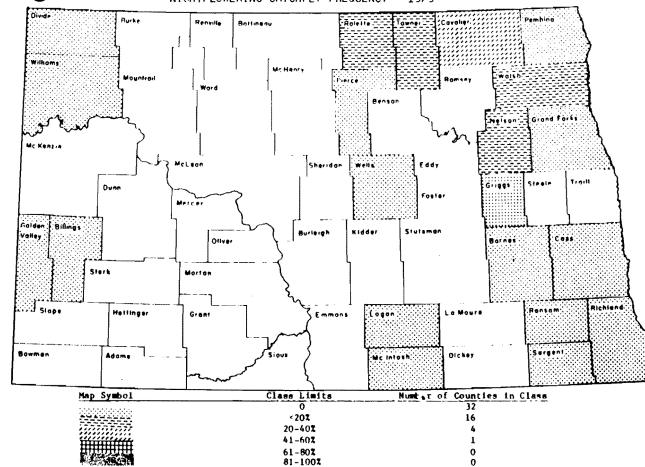 NIGHTFLOWERING CATCHFLY FREQUENCY - 1979
Divide Burke Renville Bottineau Rolette Towner Cavalier Pembina
Williams Mountrail Ward McHenry Pierce Ramsey Walsh
Benson Nelson Grand Forks
McKenzie McLean Sheridan Wells Eddy
Dunn Foster Griggs Steele Traill
Mercer
Golden Valley Billings Oliver Burleigh Kidder Stutsman Barnes Cass
Stark Morton
Slope Hettinger Grant Emmons Logan La Moure Ransom Richland
Bowman Adams Sioux McIntosh Dickey Sargent
Map Symbol Class Limits Number of Counties in Class
0 32
<20% 16
20-40% 4
41-60% 1
61-80% 0
81-100% 0